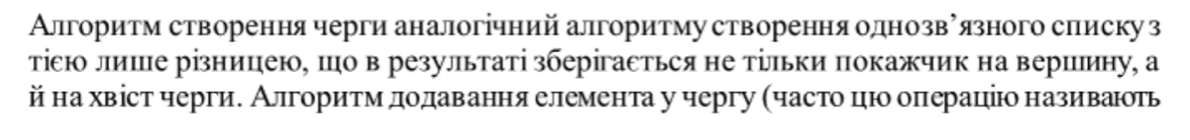 Алгоритм створення черги аналогічний алгоритму створення однозв’язного списку з
тією лише різницею, що в результаті зберігається не тільки покажчик на вершину, а
й на хвіст черги. Алгоритм додавання елемента у чергу (часто цю операцію називають